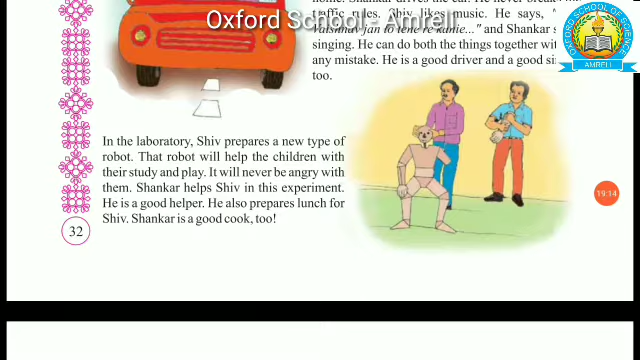 home. Shankar drives the car. He never
Oxford School - Amreli
traffic rules. Shiv likes music. He says,
Vaishnav jan to tene re kahie..." and Shankar
singing. He can do both the things together
any mistake. He is a good driver and a good
too.
OXFORD SCHOOL OF SCIENCE
AMRELI
In the laboratory, Shiv prepares a new type of
robot. That robot will help the children with
their study and play. It will never be angry with
them. Shankar helps Shiv in this experiment.
He is a good helper. He also prepares lunch for
Shiv. Shankar is a good cook, too!
32
19:14